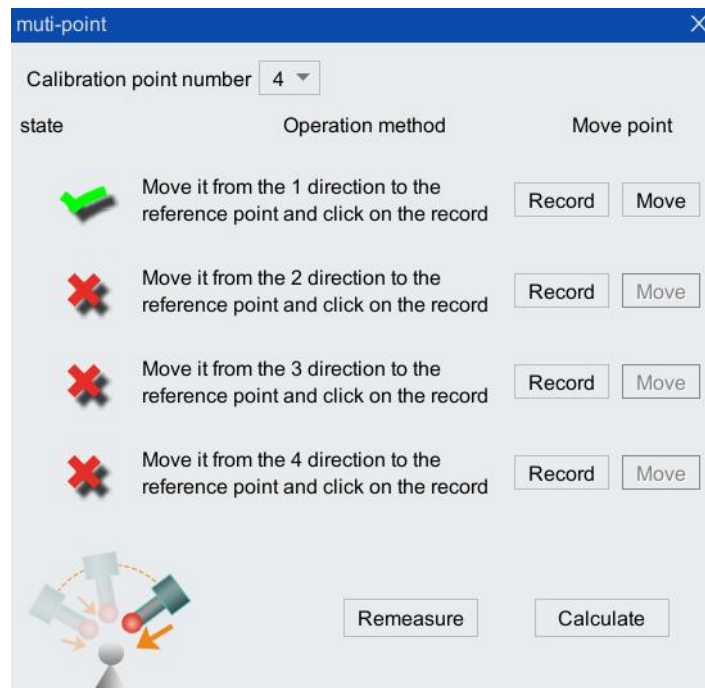 muti-point
Calibration point number 4
state Operation method Move point
Move it from the 1 direction to the
reference point and click on the record
Record Move
Move it from the 2 direction to the
reference point and click on the record
Record Move
Move it from the 3 direction to the
reference point and click on the record
Record Move
Move it from the 4 direction to the
reference point and click on the record
Record Move
Remeasure Calculate